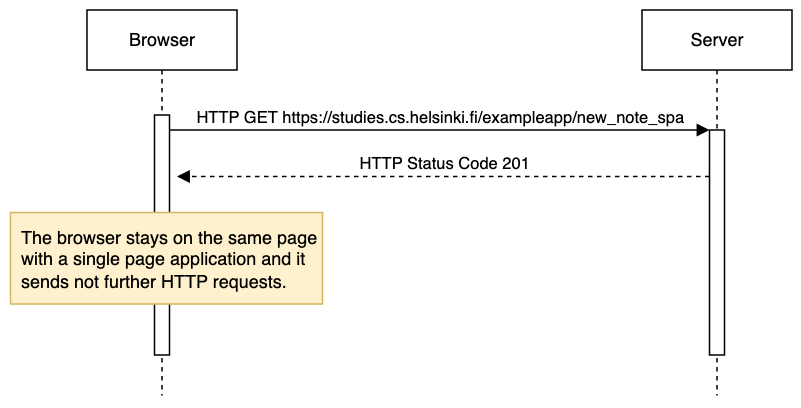 Browser
Server
HTTP GET https://studies.cs.helsinki.fi/exampleapp/new_note_spa
HTTP Status Code 201
The browser stays on the same page
with a single page application and it
sends not further HTTP requests.